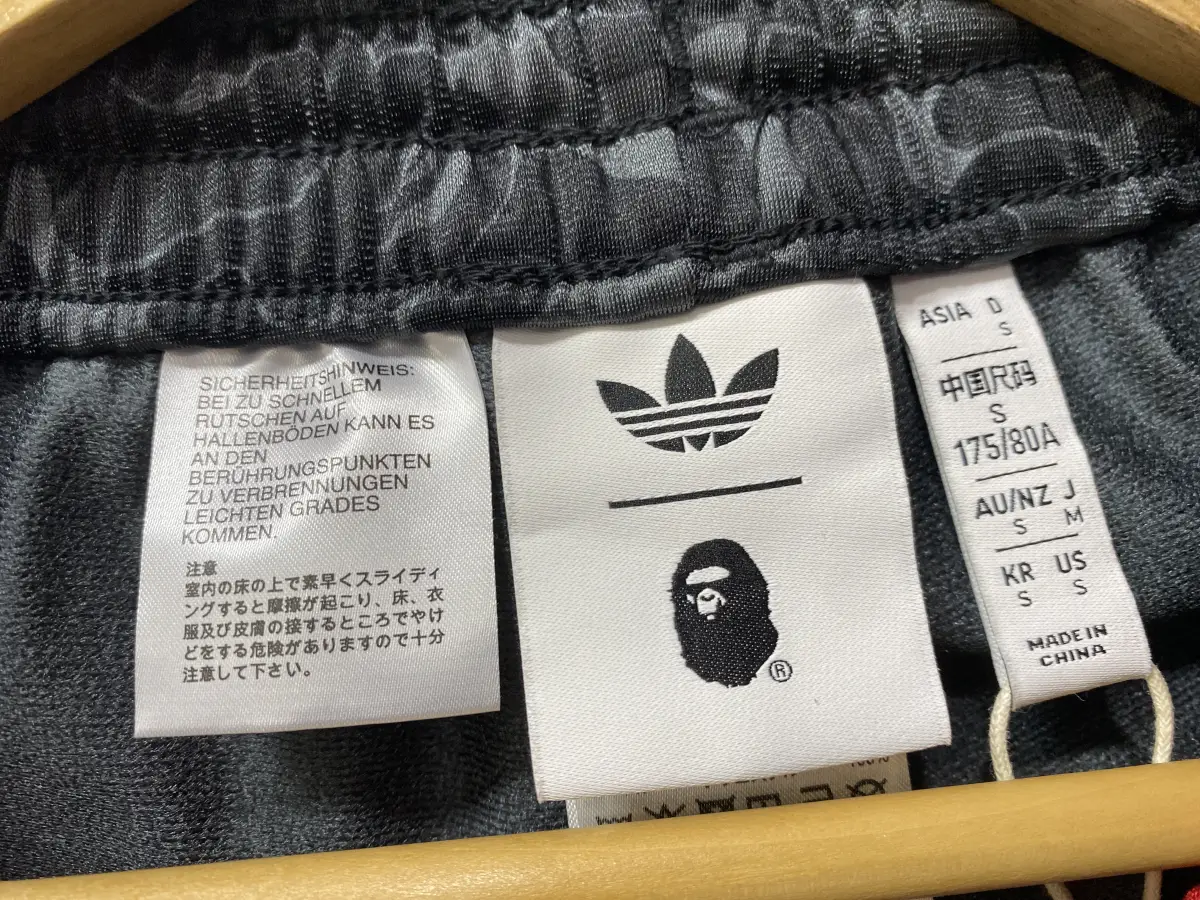 SICHERHEITSHINWEIS:
BEI ZU SCHNELLEM
RUTSCHEN AUF
HALLENBÖDEN KANN ES
AN DEN
BERÜHRUNGSPUNKTEN
ZU VERBRENNUNGEN
LEICHTEN GRADES
KOMMEN.
注意
室内の床の上で素早くスライディ
ングすると摩擦が起こり、床、衣
服及び皮膚の接するところでやけ
どをする危険がありますので十分
注意して下さい。
®
ASIA D
S
中国尺码
S
175/80A
AU/NZ J
S M
KR US
S S
MADE IN
CHINA
100%